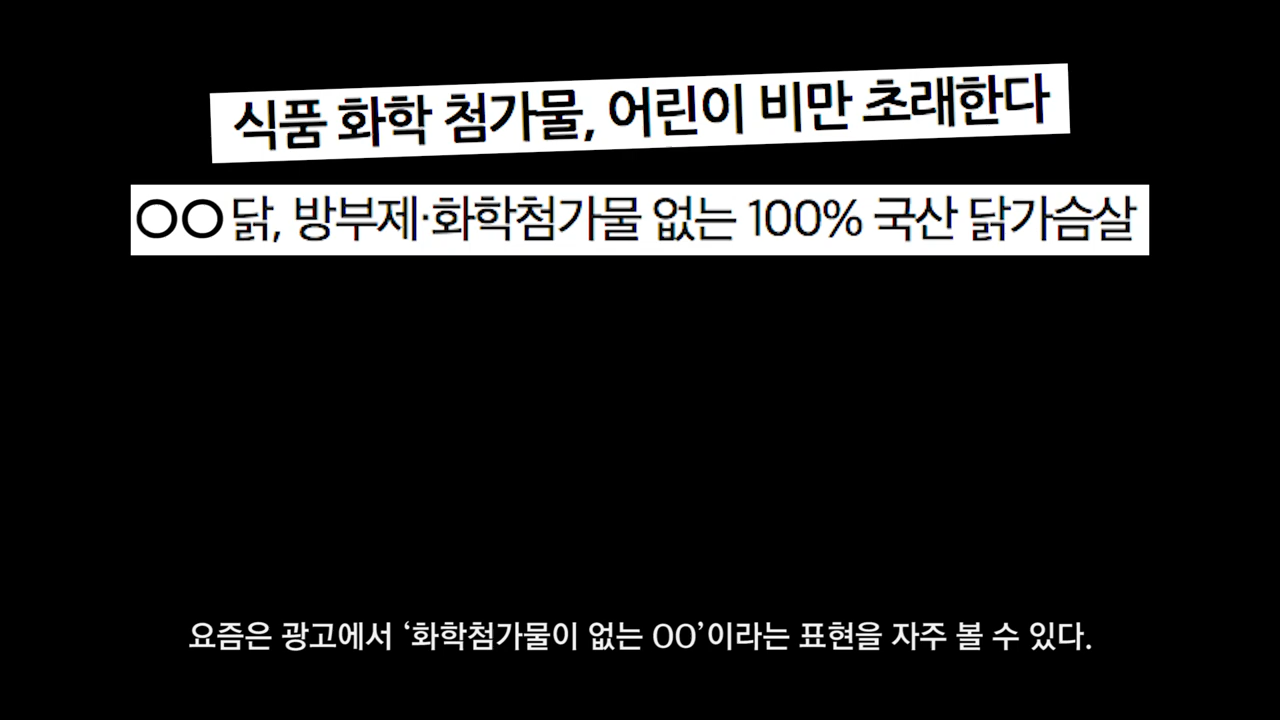 식품 화학 첨가물, 어린이 비만 초래한다
○○닭, 방부제·화학첨가물 없는 100% 국산 닭가슴살
요즘은 광고에서 ‘화학첨가물이 없는 OO’이라는 표현을 자주 볼 수 있다.